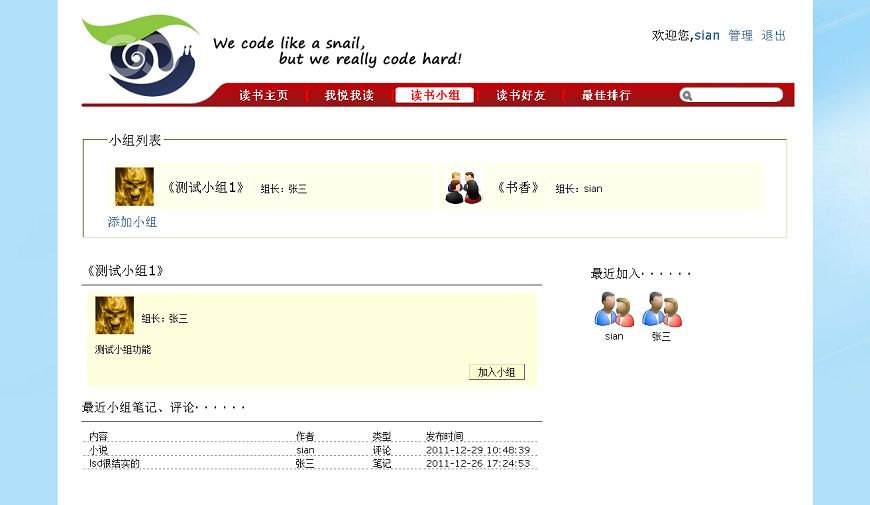 We code like a snail,
but we really code hard!
欢迎您,sian 管理 退出
读书主页 我悦我读 读书小组 读书好友 最佳排行
小组列表
《测试小组1》 组长：张三 《书香》 组长：sian
添加小组
《测试小组1》
组长：张三
测试小组功能
加入小组
最近加入······
sian 张三
最近小组笔记、评论······
内容 作者 类型 发布时间
小说 sian 评论 2011-12-29 10:48:39
lsd很结实的 张三 笔记 2011-12-26 17:24:53